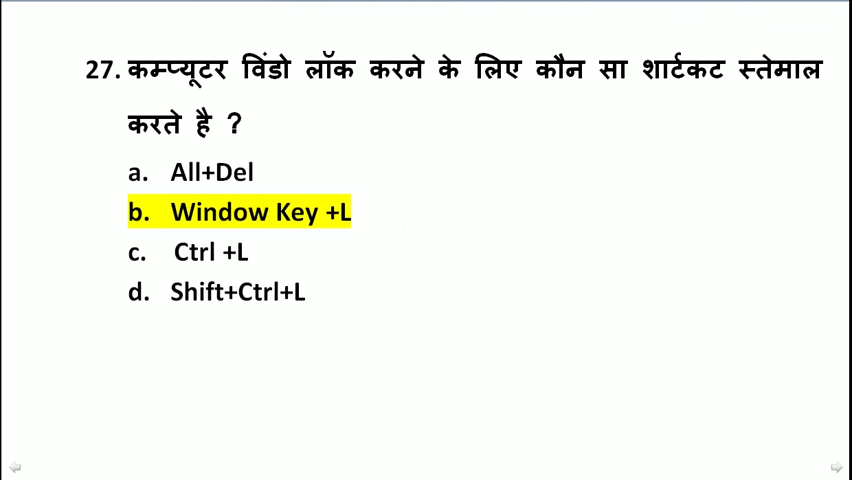 27. कम्प्यूटर विंडो लॉक करने के लिए कौन सा शार्टकट स्तेमाल
करते है ?
a. All+Del
b. Window Key +L
c. Ctrl +L
d. Shift+Ctrl+L